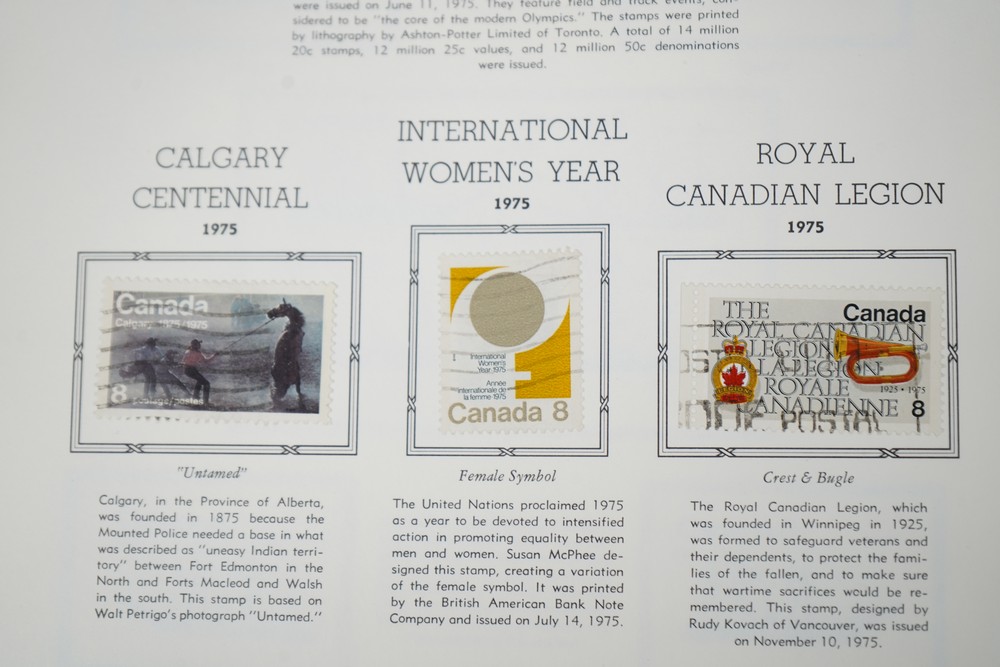 were issued on June 11, 1975. They feature field and track events, con-
sidered to be "the core of the modern Olympics." The stamps were printed
by lithography by Ashton-Potter Limited of Toronto. A total of 14 million
20c stamps, 12 million 25c values, and 12 million 50c denominations
were issued.
CALGARY
CENTENNIAL
1975
Canada
Calgary 1875/1975
8 postage/postes
"Untamed"
Calgary, in the Province of Alberta,
was founded in 1875 because the
Mounted Police needed a base in what
was described as "uneasy Indian terri-
tory" between Fort Edmonton in the
North and Forts Macleod and Walsh
in the south. This stamp is based on
Walt Petrigo's photograph "Untamed."
INTERNATIONAL
WOMEN'S YEAR
1975
International
Women's
Year 1975
Année
internationale de
la femme 1975
Canada 8
Female Symbol
The United Nations proclaimed 1975
as a year to be devoted to intensified
action in promoting equality between
men and women. Susan McPhee de-
signed this stamp, creating a variation
of the female symbol. It was printed
by the British American Bank Note
Company and issued on July 14, 1975.
ROYAL
CANADIAN LEGION
1975
Canada
THE
ROYAL CANADIAN
LEGION
LA LEGION
ROYALE
CANADIENNE
1925 • 1975
8
POSTAL
Crest & Bugle
The Royal Canadian Legion, which
was founded in Winnipeg in 1925,
was formed to safeguard veterans and
their dependents, to protect the fami-
lies of the fallen, and to make sure
that wartime sacrifices would be re-
membered. This stamp, designed by
Rudy Kovach of Vancouver, was issued
on November 10, 1975.